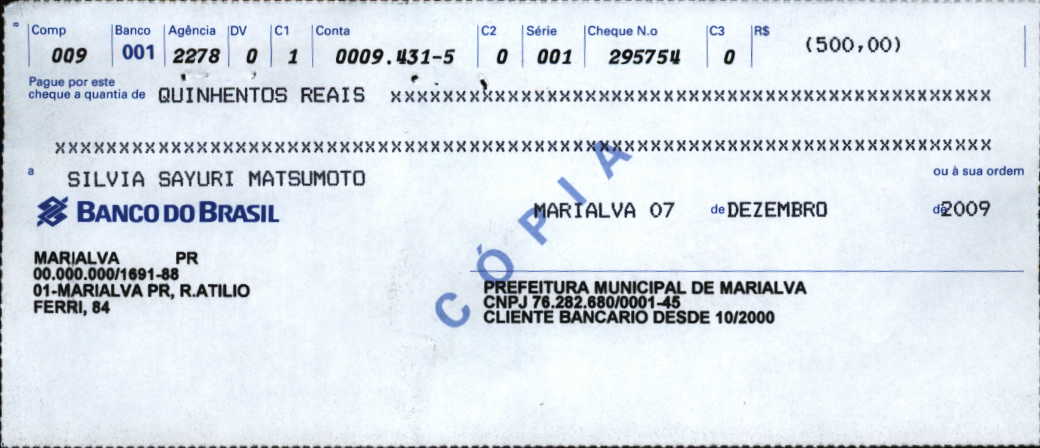 Comp Banco Agência DV C1 Conta C2 Série Cheque N.o C3 R$
009 001 2278 0 1 0009.431-5 0 001 295754 0 (500,00)
Pague por este
cheque a quantia de QUINHENTOS REAIS XXXXXXXXXXXXXXXXXXXXXXXXXXXXXXXXXXXXXXXXXXXXXX
XXXXXXXXXXXXXXXXXXXXXXXXXXXXXXXXXXXXXXXXXXXXXXXXXXXXXXXXXXXXXXXXXXXXXXXX
a SILVIA SAYURI MATSUMOTO ou à sua ordem
BANCO DO BRASIL MARIALVA 07 de DEZEMBRO de 2009
CÓPIA
MARIALVA PR
00.000.000/1691-88
01-MARIALVA PR, R.ATILIO
FERRI, 84
PREFEITURA MUNICIPAL DE MARIALVA
CNPJ 76.282.680/0001-45
CLIENTE BANCARIO DESDE 10/2000